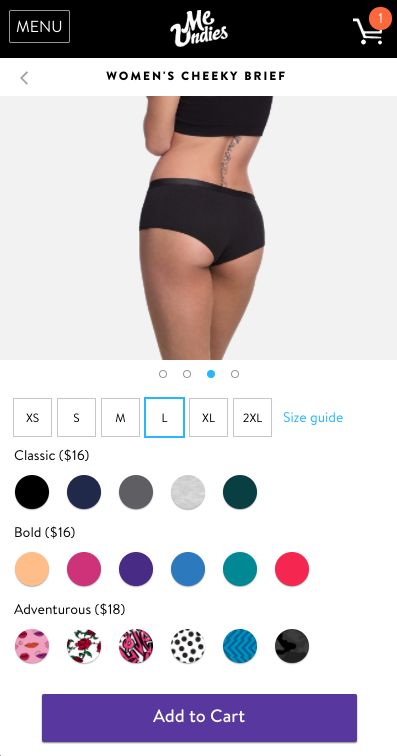 MENU
Me
Undies
1
WOMEN'S CHEEKY BRIEF
XS S M L XL 2XL Size guide
Classic ($16)
Bold ($16)
Adventurous ($18)
Add to Cart